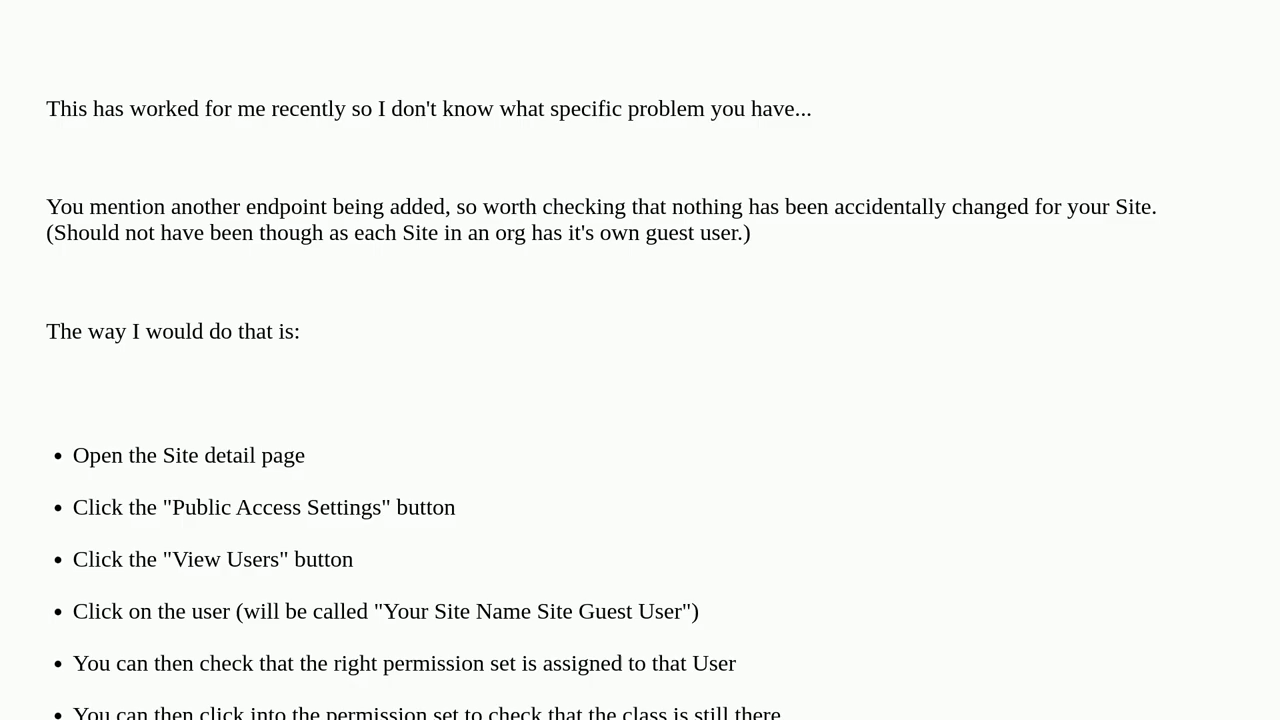 This has worked for me recently so I don't know what specific problem you have...
You mention another endpoint being added, so worth checking that nothing has been accidentally changed for your Site.
(Should not have been though as each Site in an org has it's own guest user.)
The way I would do that is:
• Open the Site detail page
• Click the "Public Access Settings" button
• Click the "View Users" button
• Click on the user (will be called "Your Site Name Site Guest User")
• You can then check that the right permission set is assigned to that User
• You can then click into the permission set to check that the class is still there